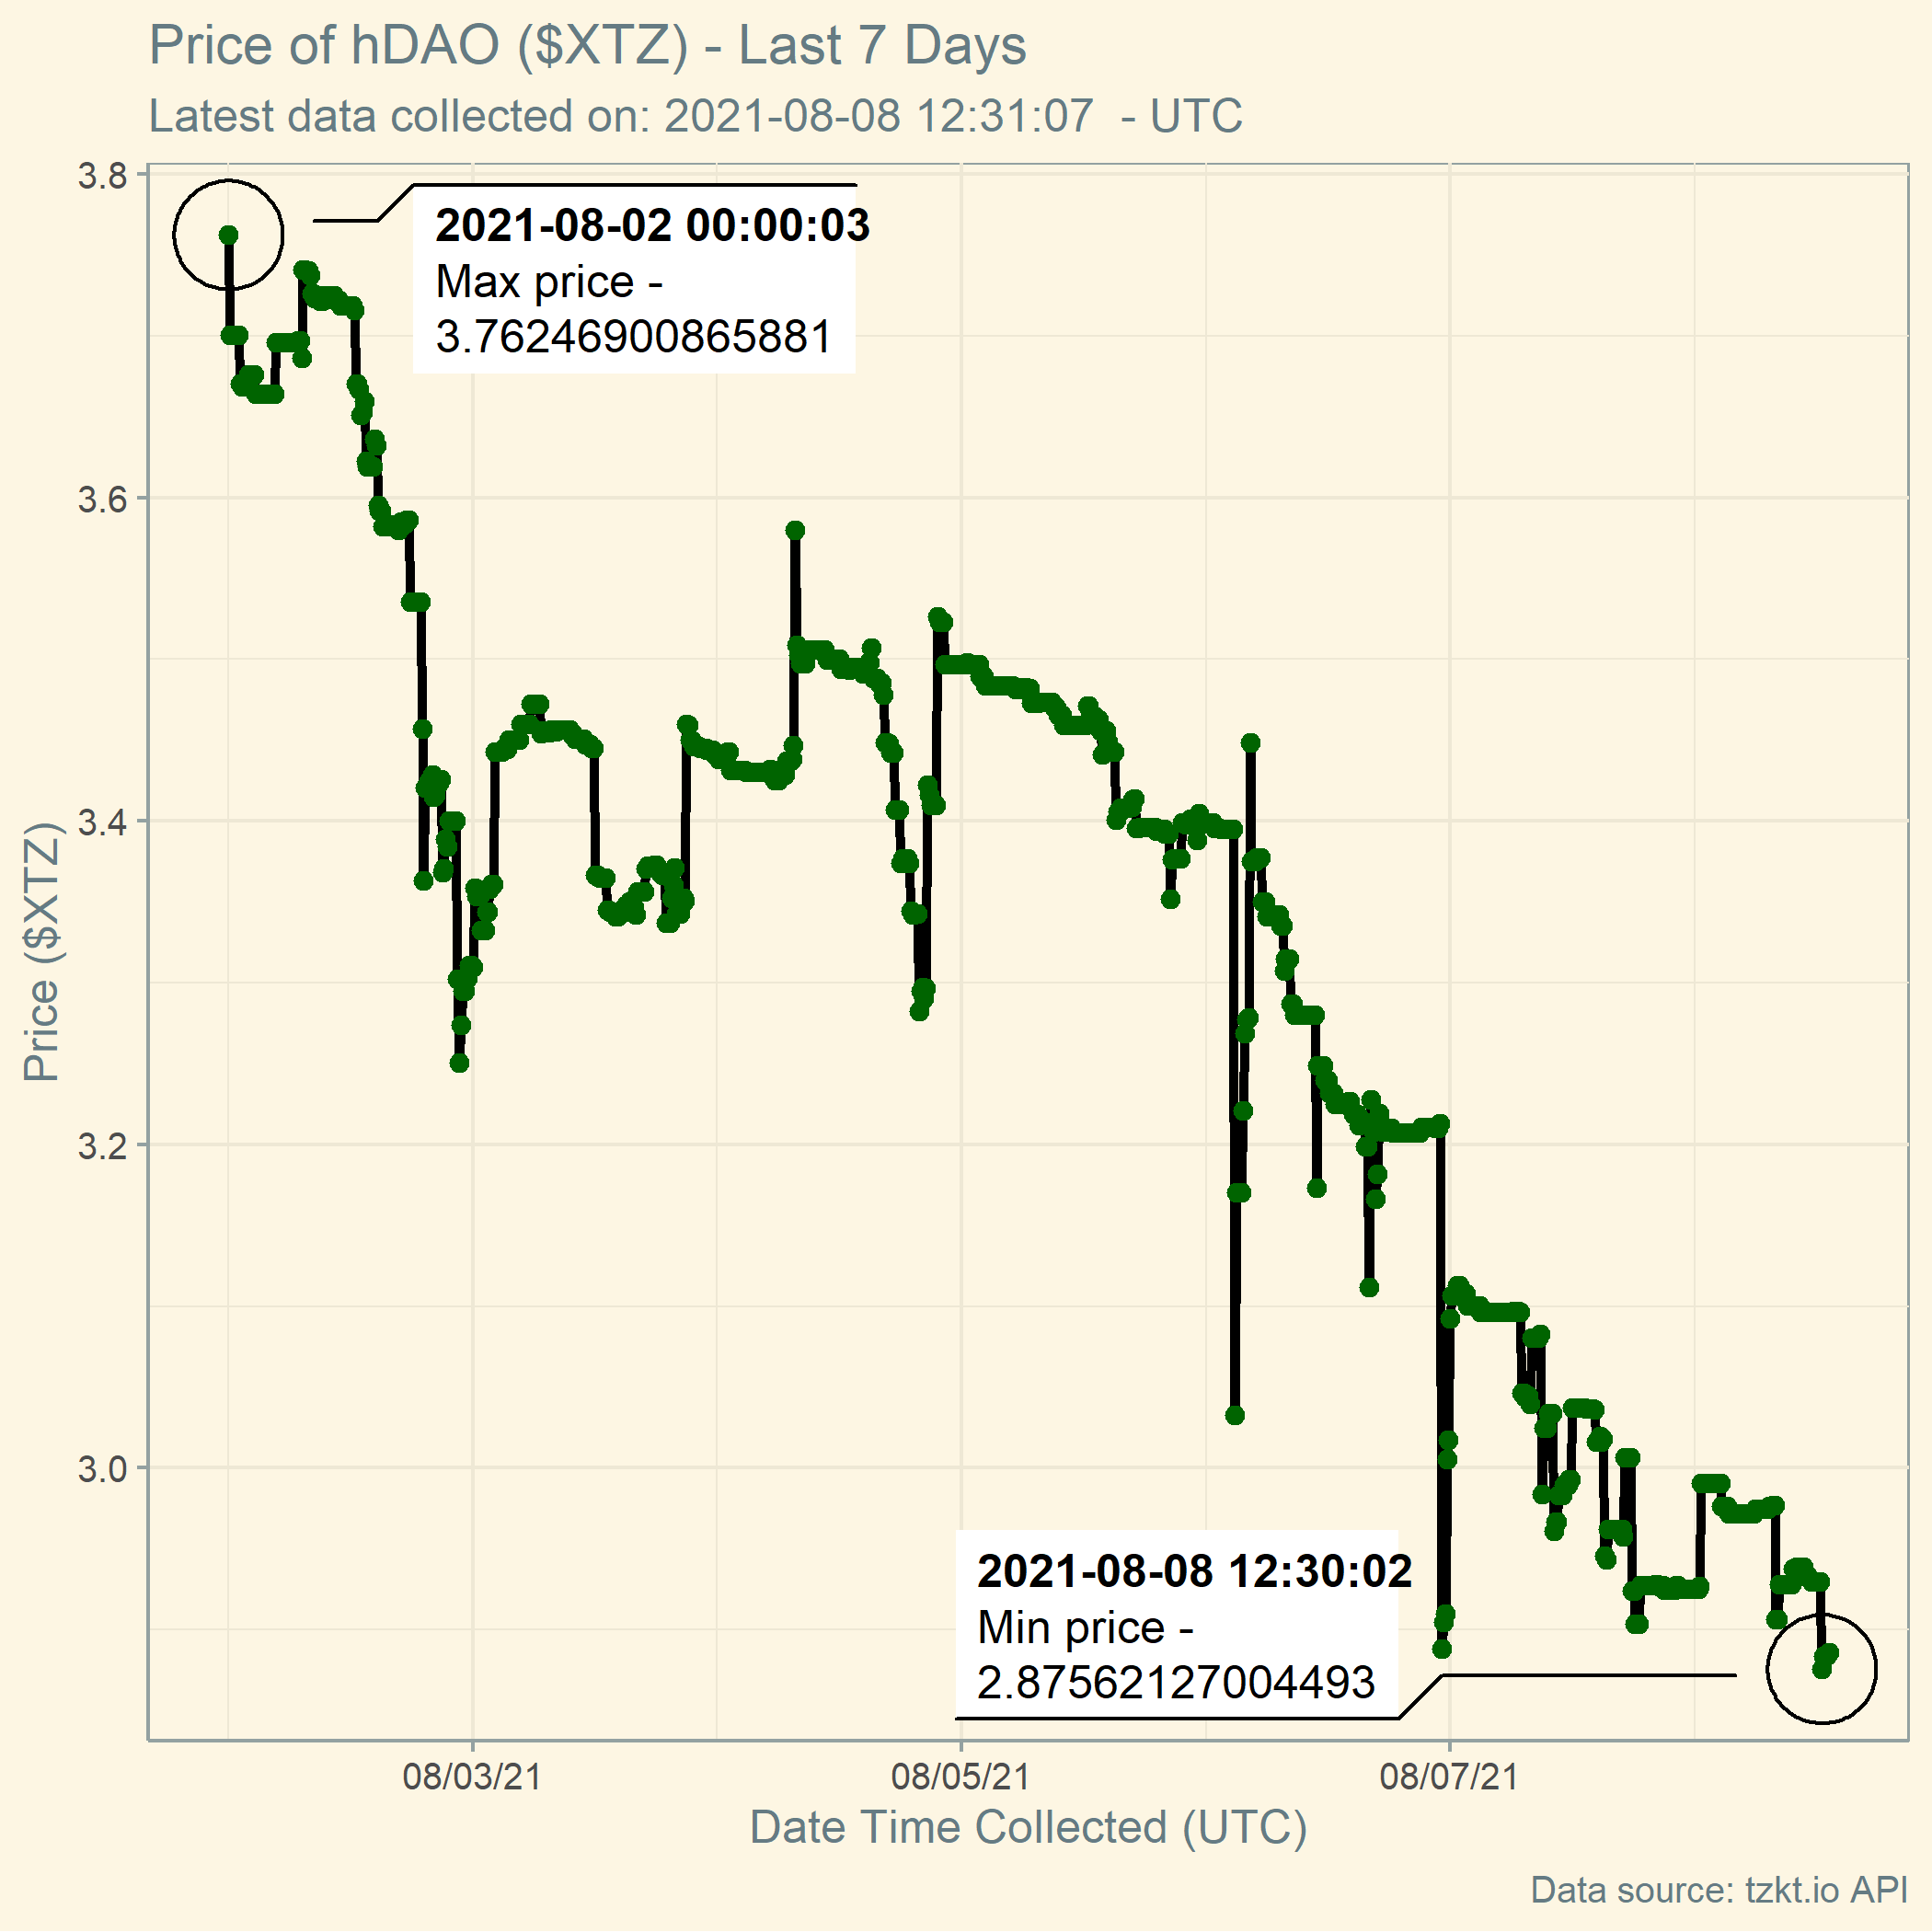 Price of hDAO ($XTZ) - Last 7 Days
Latest data collected on: 2021-08-08 12:31:07  - UTC
3.8
2021-08-02 00:00:03
Max price -
3.76246900865881
3.6
3.4
Price ($XTZ)
3.2
3.0
2021-08-08 12:30:02
Min price -
2.87562127004493
08/03/21
08/05/21
08/07/21
Date Time Collected (UTC)
Data source: tzkt.io API